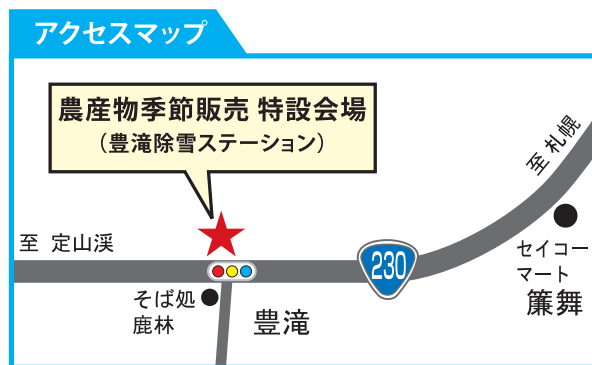 アクセスマップ
農産物季節販売 特設会場
（豊滝除雪ステーション）
至 札幌
至 定山渓
230
セイコー
マート
簾舞
そば処
鹿林
豊滝